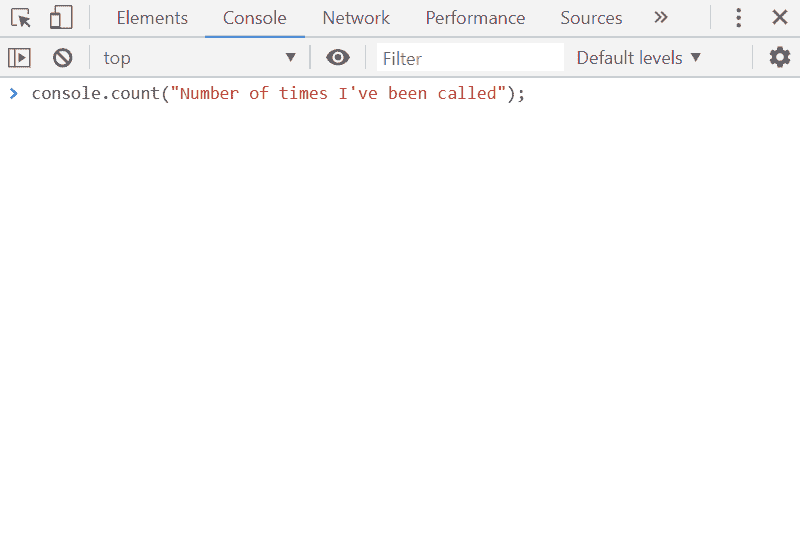 Elements Console Network Performance Sources
top Filter Default levels
console.count("Number of times I've been called");